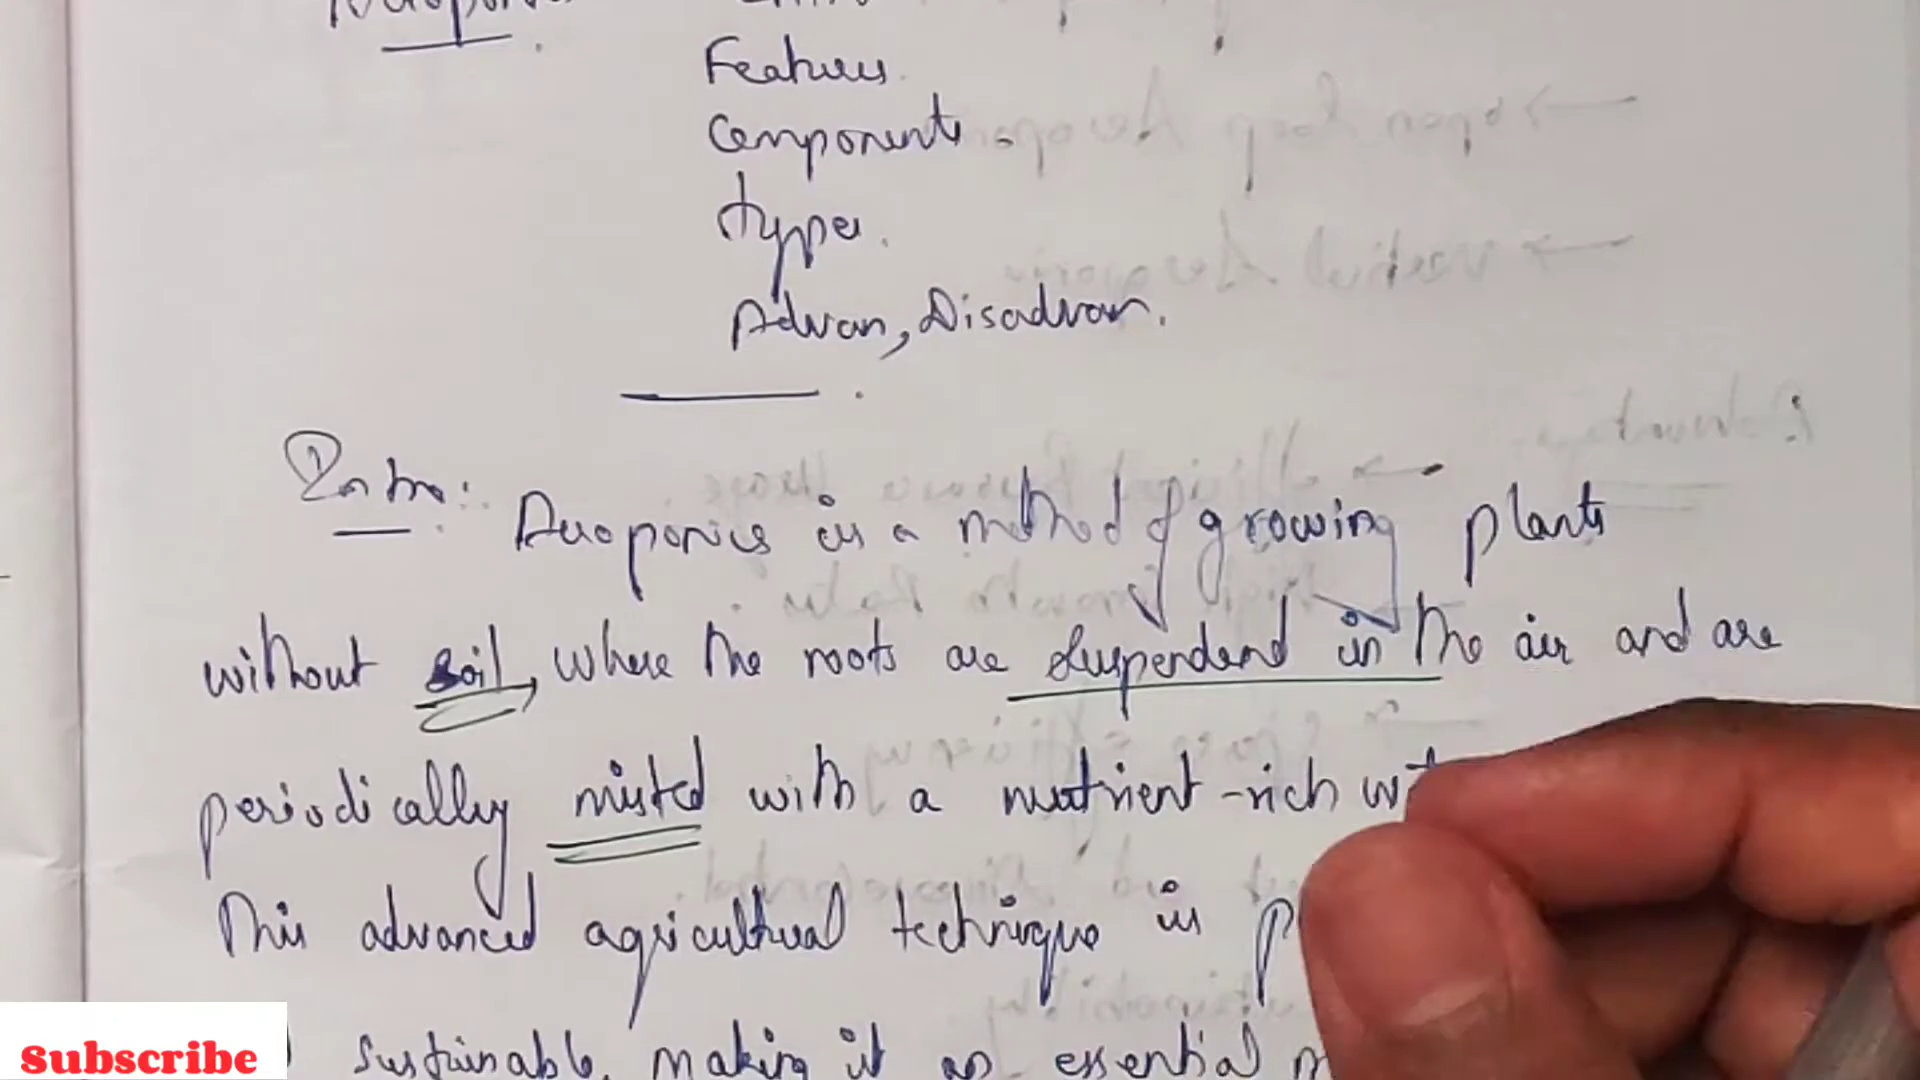 Features.
components.
types.
Advan, Disadvan.
Intro: Aeroponics is a method of growing plants
without soil, where the roots are suspendend in the air and are
periodically misted with a nutrient-rich
This advanced agricultural technique is
sustainable, making it an essential
Subscribe